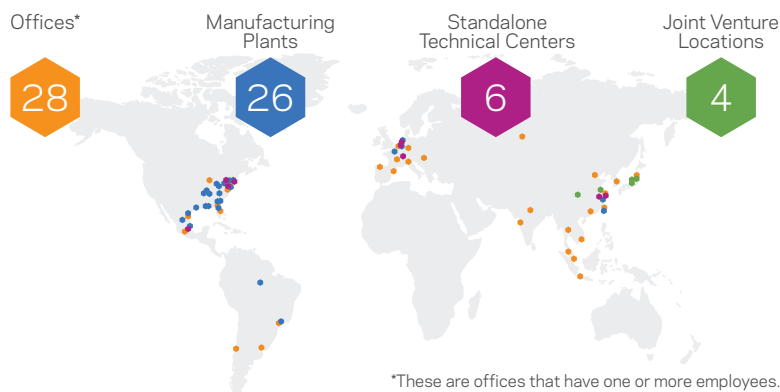 Offices*
28
Manufacturing
Plants
26
Standalone
Technical Centers
6
Joint Venture
Locations
4
*These are offices that have one or more employees.